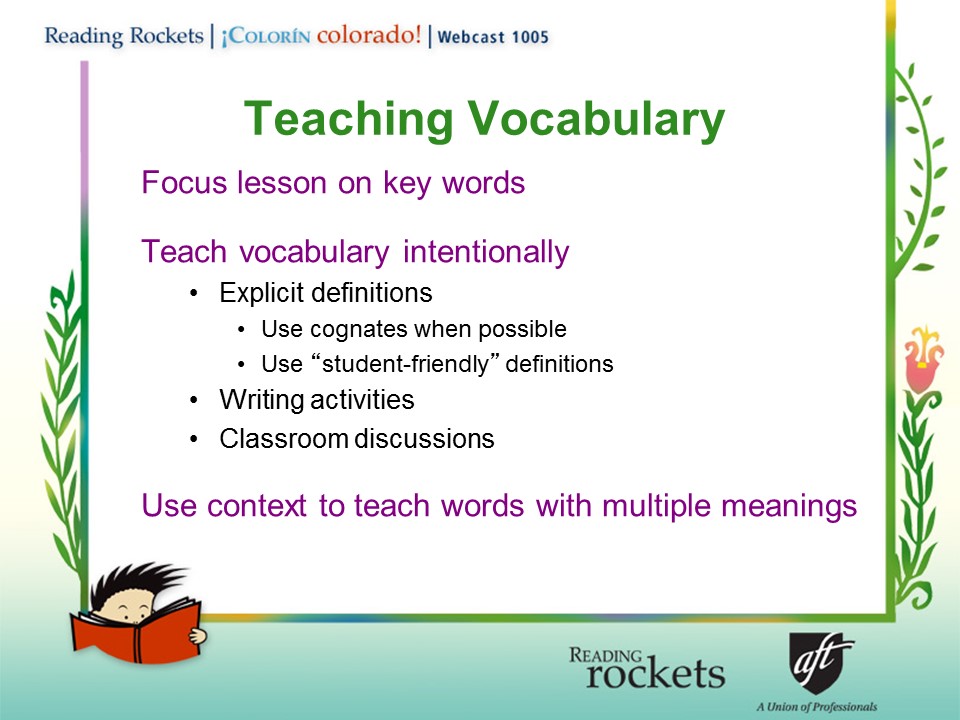 Reading Rockets | ¡COLORÍN colorado! | Webcast 1005
Teaching Vocabulary
Focus lesson on key words
Teach vocabulary intentionally
• Explicit definitions
• Use cognates when possible
• Use “student-friendly” definitions
• Writing activities
• Classroom discussions
Use context to teach words with multiple meanings
READING
rockets
aft
A Union of Professionals